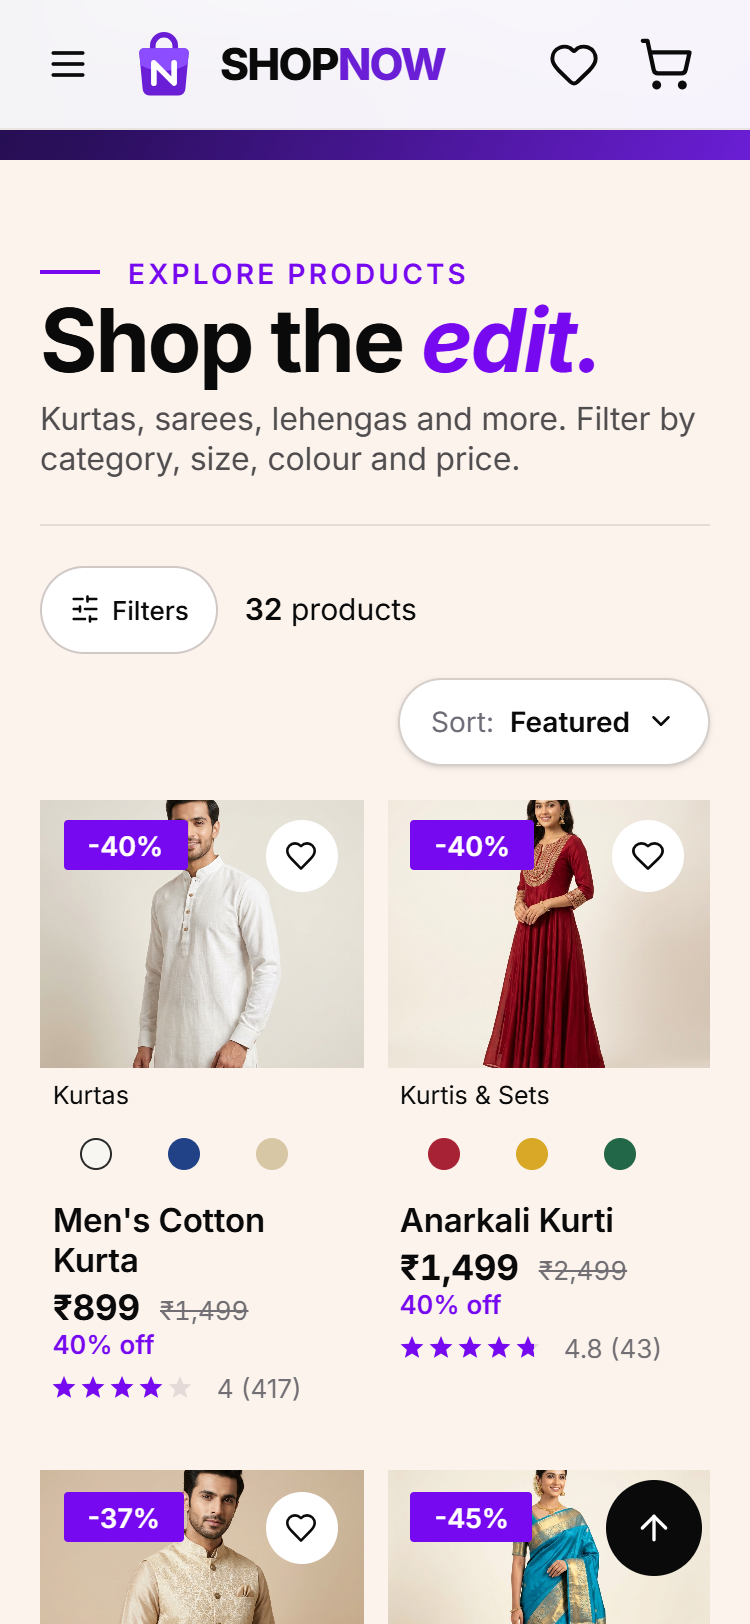 SHOPNOW
EXPLORE PRODUCTS
Shop the edit.
Kurtas, sarees, lehengas and more. Filter by
category, size, colour and price.
Filters
32 products
Sort: Featured
-40%
Kurtas
Men's Cotton
Kurta
₹899 ₹1,499
40% off
4 (417)
-40%
Kurtis & Sets
Anarkali Kurti
₹1,499 ₹2,499
40% off
4.8 (43)
-37%
-45%